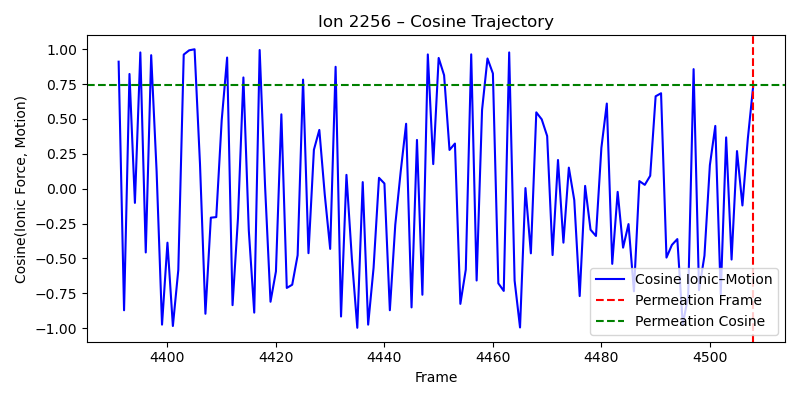 Ion 2256 – Cosine Trajectory
Cosine(Ionic Force, Motion)
1.00
0.75
0.50
0.25
0.00
−0.25
−0.50
−0.75
−1.00
Cosine Ionic–Motion
Permeation Frame
Permeation Cosine
4400 4420 4440 4460 4480 4500
Frame